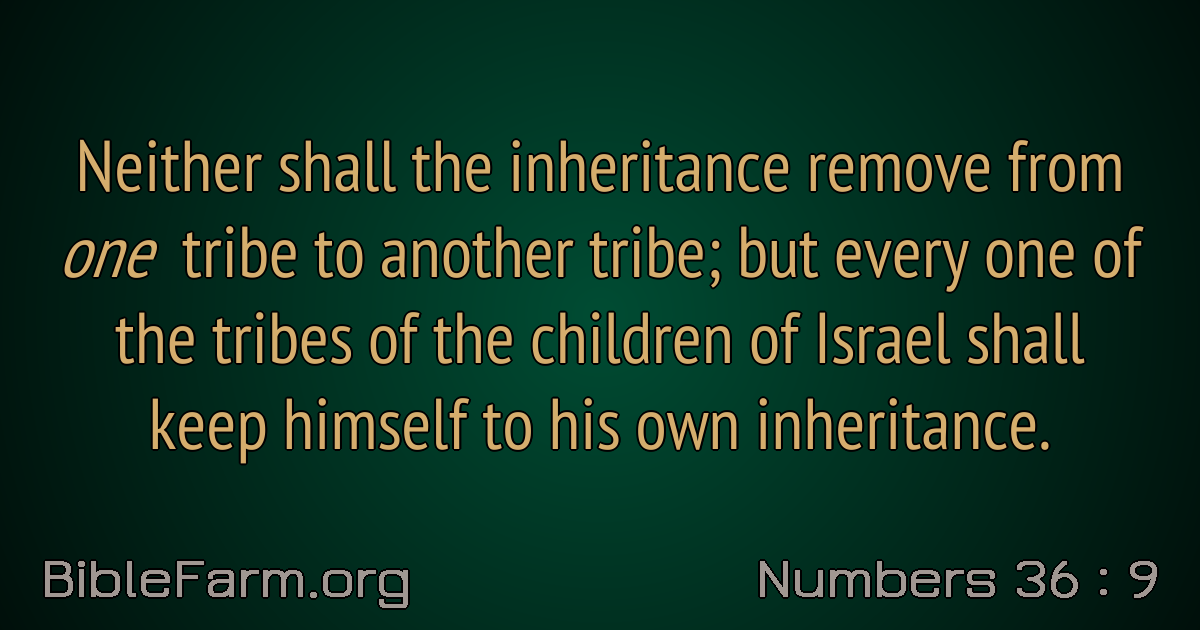 Neither shall the inheritance remove from
one tribe to another tribe; but every one of
the tribes of the children of Israel shall
keep himself to his own inheritance.
BibleFarm.org
Numbers 36 : 9